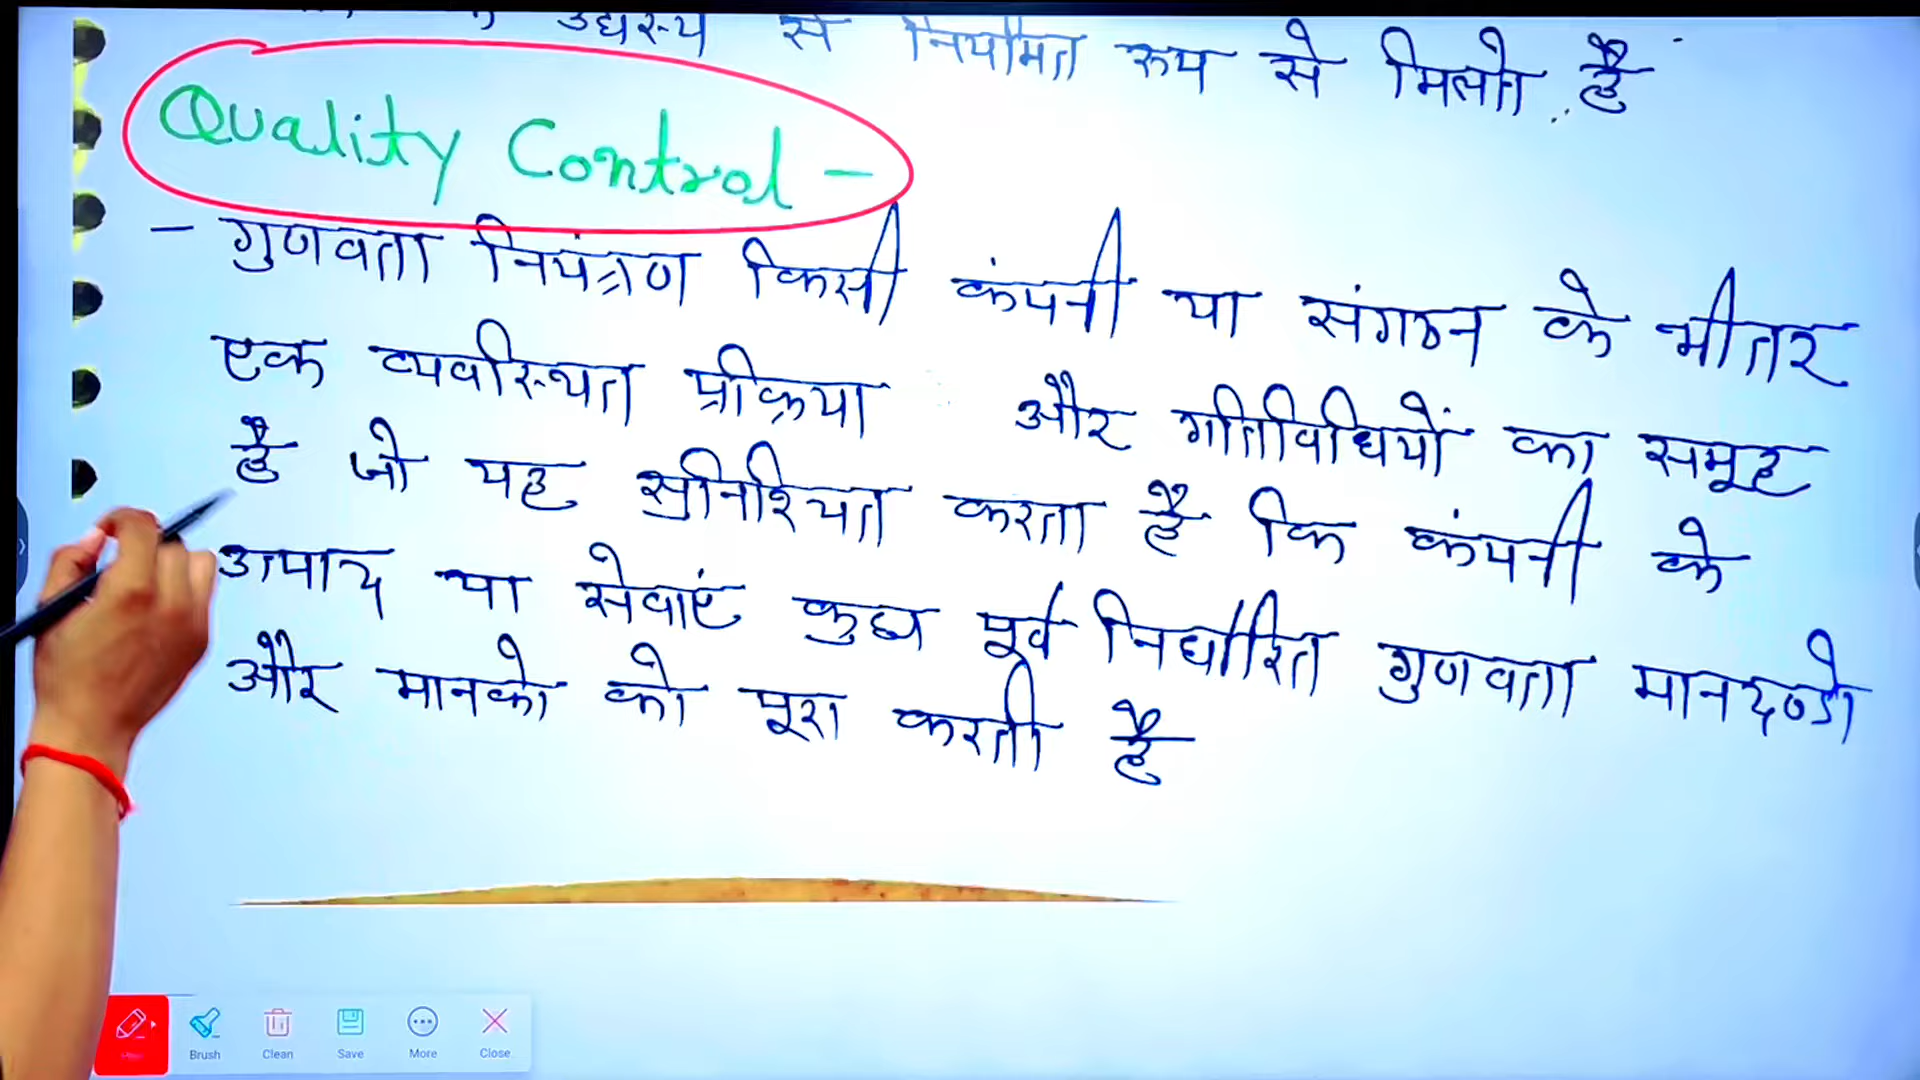 उद्यस्य से नियमित रूप से मिलते है
Quality Control -
- गुणवता नियंत्रण किसी कंपनी या संगठन के भीतर
एक व्यवस्थित प्रक्रिया और गतिविधियों का समूह
है जो यह सुनिश्चित करता है कि कंपनी के
उत्पाद या सेवाएं कुछ पूर्व निर्धारित गुणवता मानदण्डो
और मानको को पूरा करती है
Brush Clean Save More Close